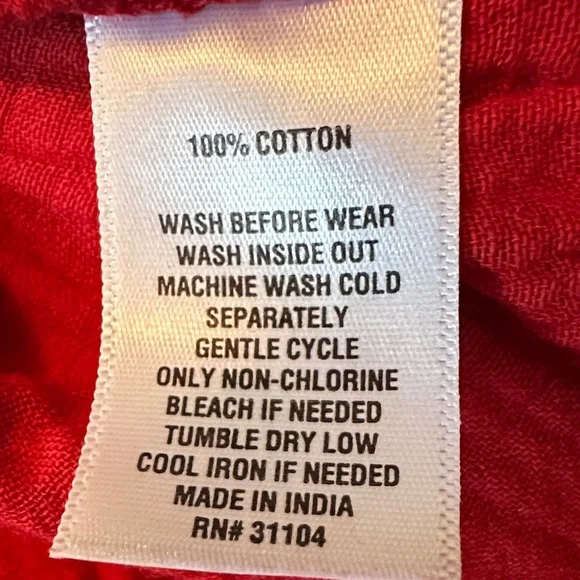 100% COTTON
WASH BEFORE WEAR
WASH INSIDE OUT
MACHINE WASH COLD
SEPARATELY
GENTLE CYCLE
ONLY NON-CHLORINE
BLEACH IF NEEDED
TUMBLE DRY LOW
COOL IRON IF NEEDED
MADE IN INDIA
RN# 31104